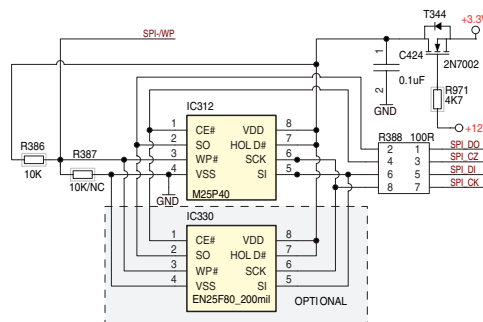 T344
+3.3V
SPI-/WP
1
C424
0.1uF
2
GND
2N7002
R971
4K7
+12
IC312
R388 100R
1 CE# VDD 8
2 SO HOLD# 7
3 WP# SCK 6
4 VSS SI 5
M25P40
GND
2 1 SPI_DO
4 3 SPI_CZ
6 5 SPI_DI
8 7 SPI_CK
R386
10K
R387
10K/NC
IC330
1 CE# VDD 8
2 SO HOLD# 7
3 WP# SCK 6
4 VSS SI 5
EN25F80_200mil
OPTIONAL